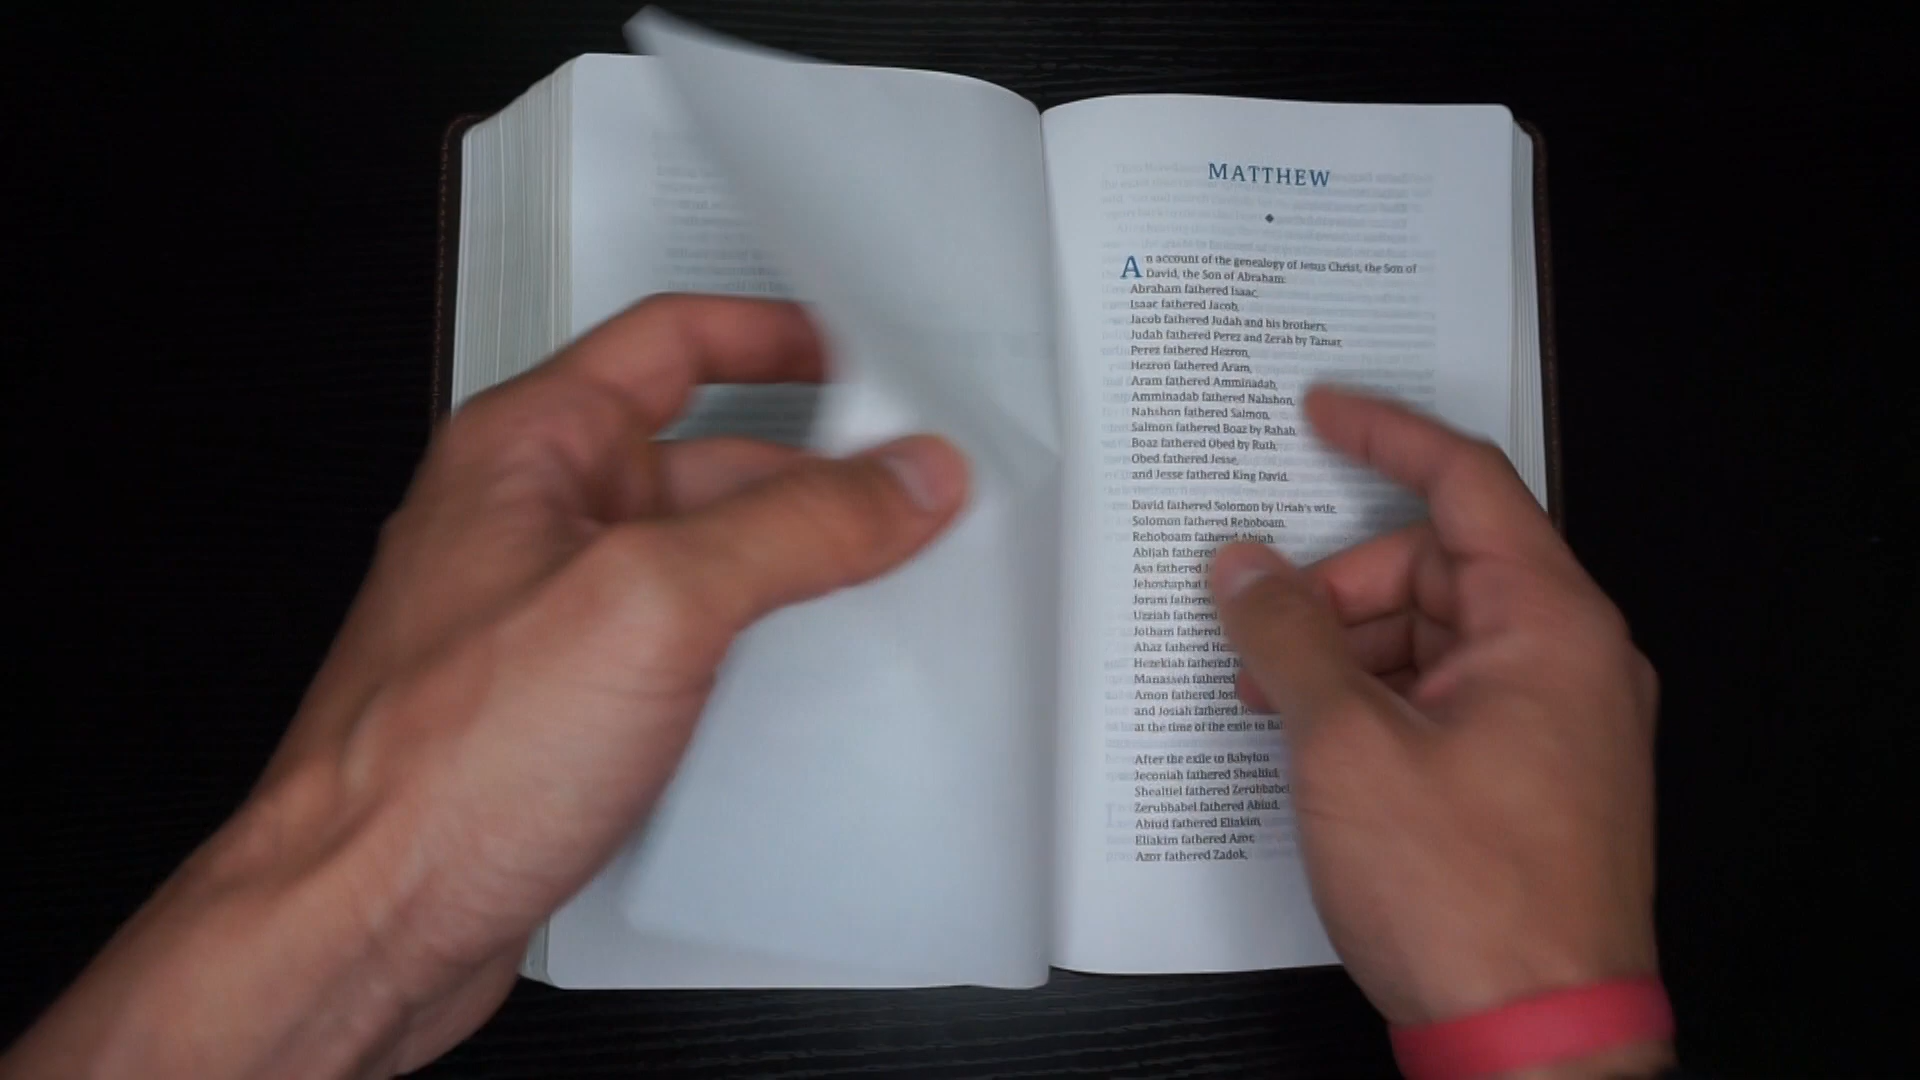 MATTHEW
An account of the genealogy of Jesus Christ, the Son of
David, the Son of Abraham:
Abraham fathered Isaac,
Isaac fathered Jacob,
Jacob fathered Judah and his brothers,
Judah fathered Perez and Zerah by Tamar,
Perez fathered Hezron,
Hezron fathered Aram,
Aram fathered Amminadab,
Amminadab fathered Nahshon,
Nahshon fathered Salmon,
Salmon fathered Boaz by Rahab,
Boaz fathered Obed by Ruth,
Obed fathered Jesse,
and Jesse fathered King David.
David fathered Solomon by Uriah's wife,
Solomon fathered Rehoboam,
Rehoboam fathered Abijah,
Abijah fathered
Asa fathered
Jehoshaphat
Joram fathered
Uzziah fathered
Jotham fathered
Ahaz fathered
Hezekiah fathered
Manasseh fathered
Amon fathered
and Josiah fathered
at the time of the exile to
After the exile to Babylon
Jeconiah fathered Shealtiel,
Shealtiel fathered Zerubbabel,
Zerubbabel fathered Abiud,
Abiud fathered Eliakim,
Eliakim fathered Azor,
Azor fathered Zadok,